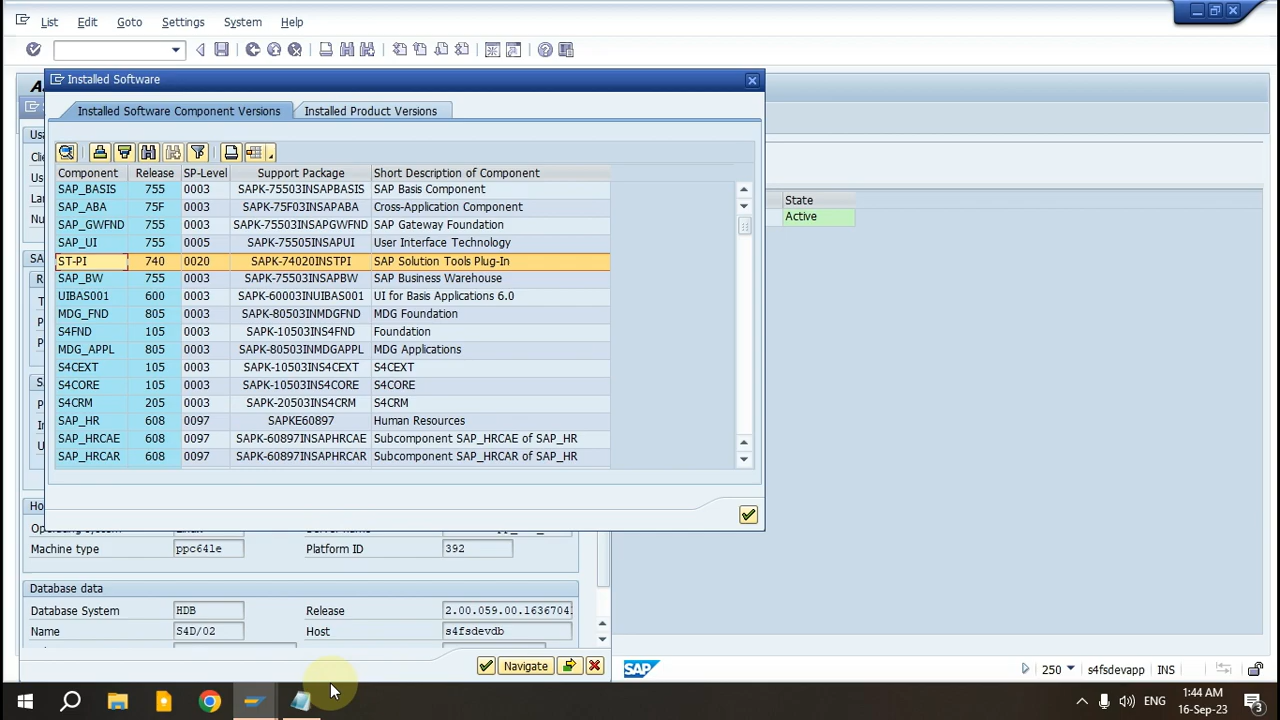 List Edit Goto Settings System Help
Installed Software
Installed Software Component Versions Installed Product Versions
Component Release SP-Level Support Package Short Description of Component
SAP_BASIS 755 0003 SAPK-75503INSAPBASIS SAP Basis Component
SAP_ABA 75F 0003 SAPK-75F03INSAPABA Cross-Application Component
SAP_GWFND 755 0003 SAPK-75503INSAPGWFND SAP Gateway Foundation
SAP_UI 755 0005 SAPK-75505INSAPUI User Interface Technology
ST-PI 740 0020 SAPK-74020INSTPI SAP Solution Tools Plug-In
SAP_BW 755 0003 SAPK-75503INSAPBW SAP Business Warehouse
UIBAS001 600 0003 SAPK-60003INUIBAS001 UI for Basis Applications 6.0
MDG_FND 805 0003 SAPK-80503INMDGFND MDG Foundation
S4FND 105 0003 SAPK-10503INS4FND Foundation
MDG_APPL 805 0003 SAPK-80503INMDGAPPL MDG Applications
S4CEXT 105 0003 SAPK-10503INS4CEXT S4CEXT
S4CORE 105 0003 SAPK-10503INS4CORE S4CORE
S4CRM 205 0003 SAPK-20503INS4CRM S4CRM
SAP_HR 608 0097 SAPKE60897 Human Resources
SAP_HRCAE 608 0097 SAPK-60897INSAPHRCAE Subcomponent SAP_HRCAE of SAP_HR
SAP_HRCAR 608 0097 SAPK-60897INSAPHRCAR Subcomponent SAP_HRCAR of SAP_HR
State
Active
Machine type ppc64le Platform ID 392
Database data
Database System HDB Release 2.00.059.00.1636704
Name S4D/02 Host s4fsdevdb
Navigate
SAP 250 s4fsdevapp INS
ENG 1:44 AM
16-Sep-23 3